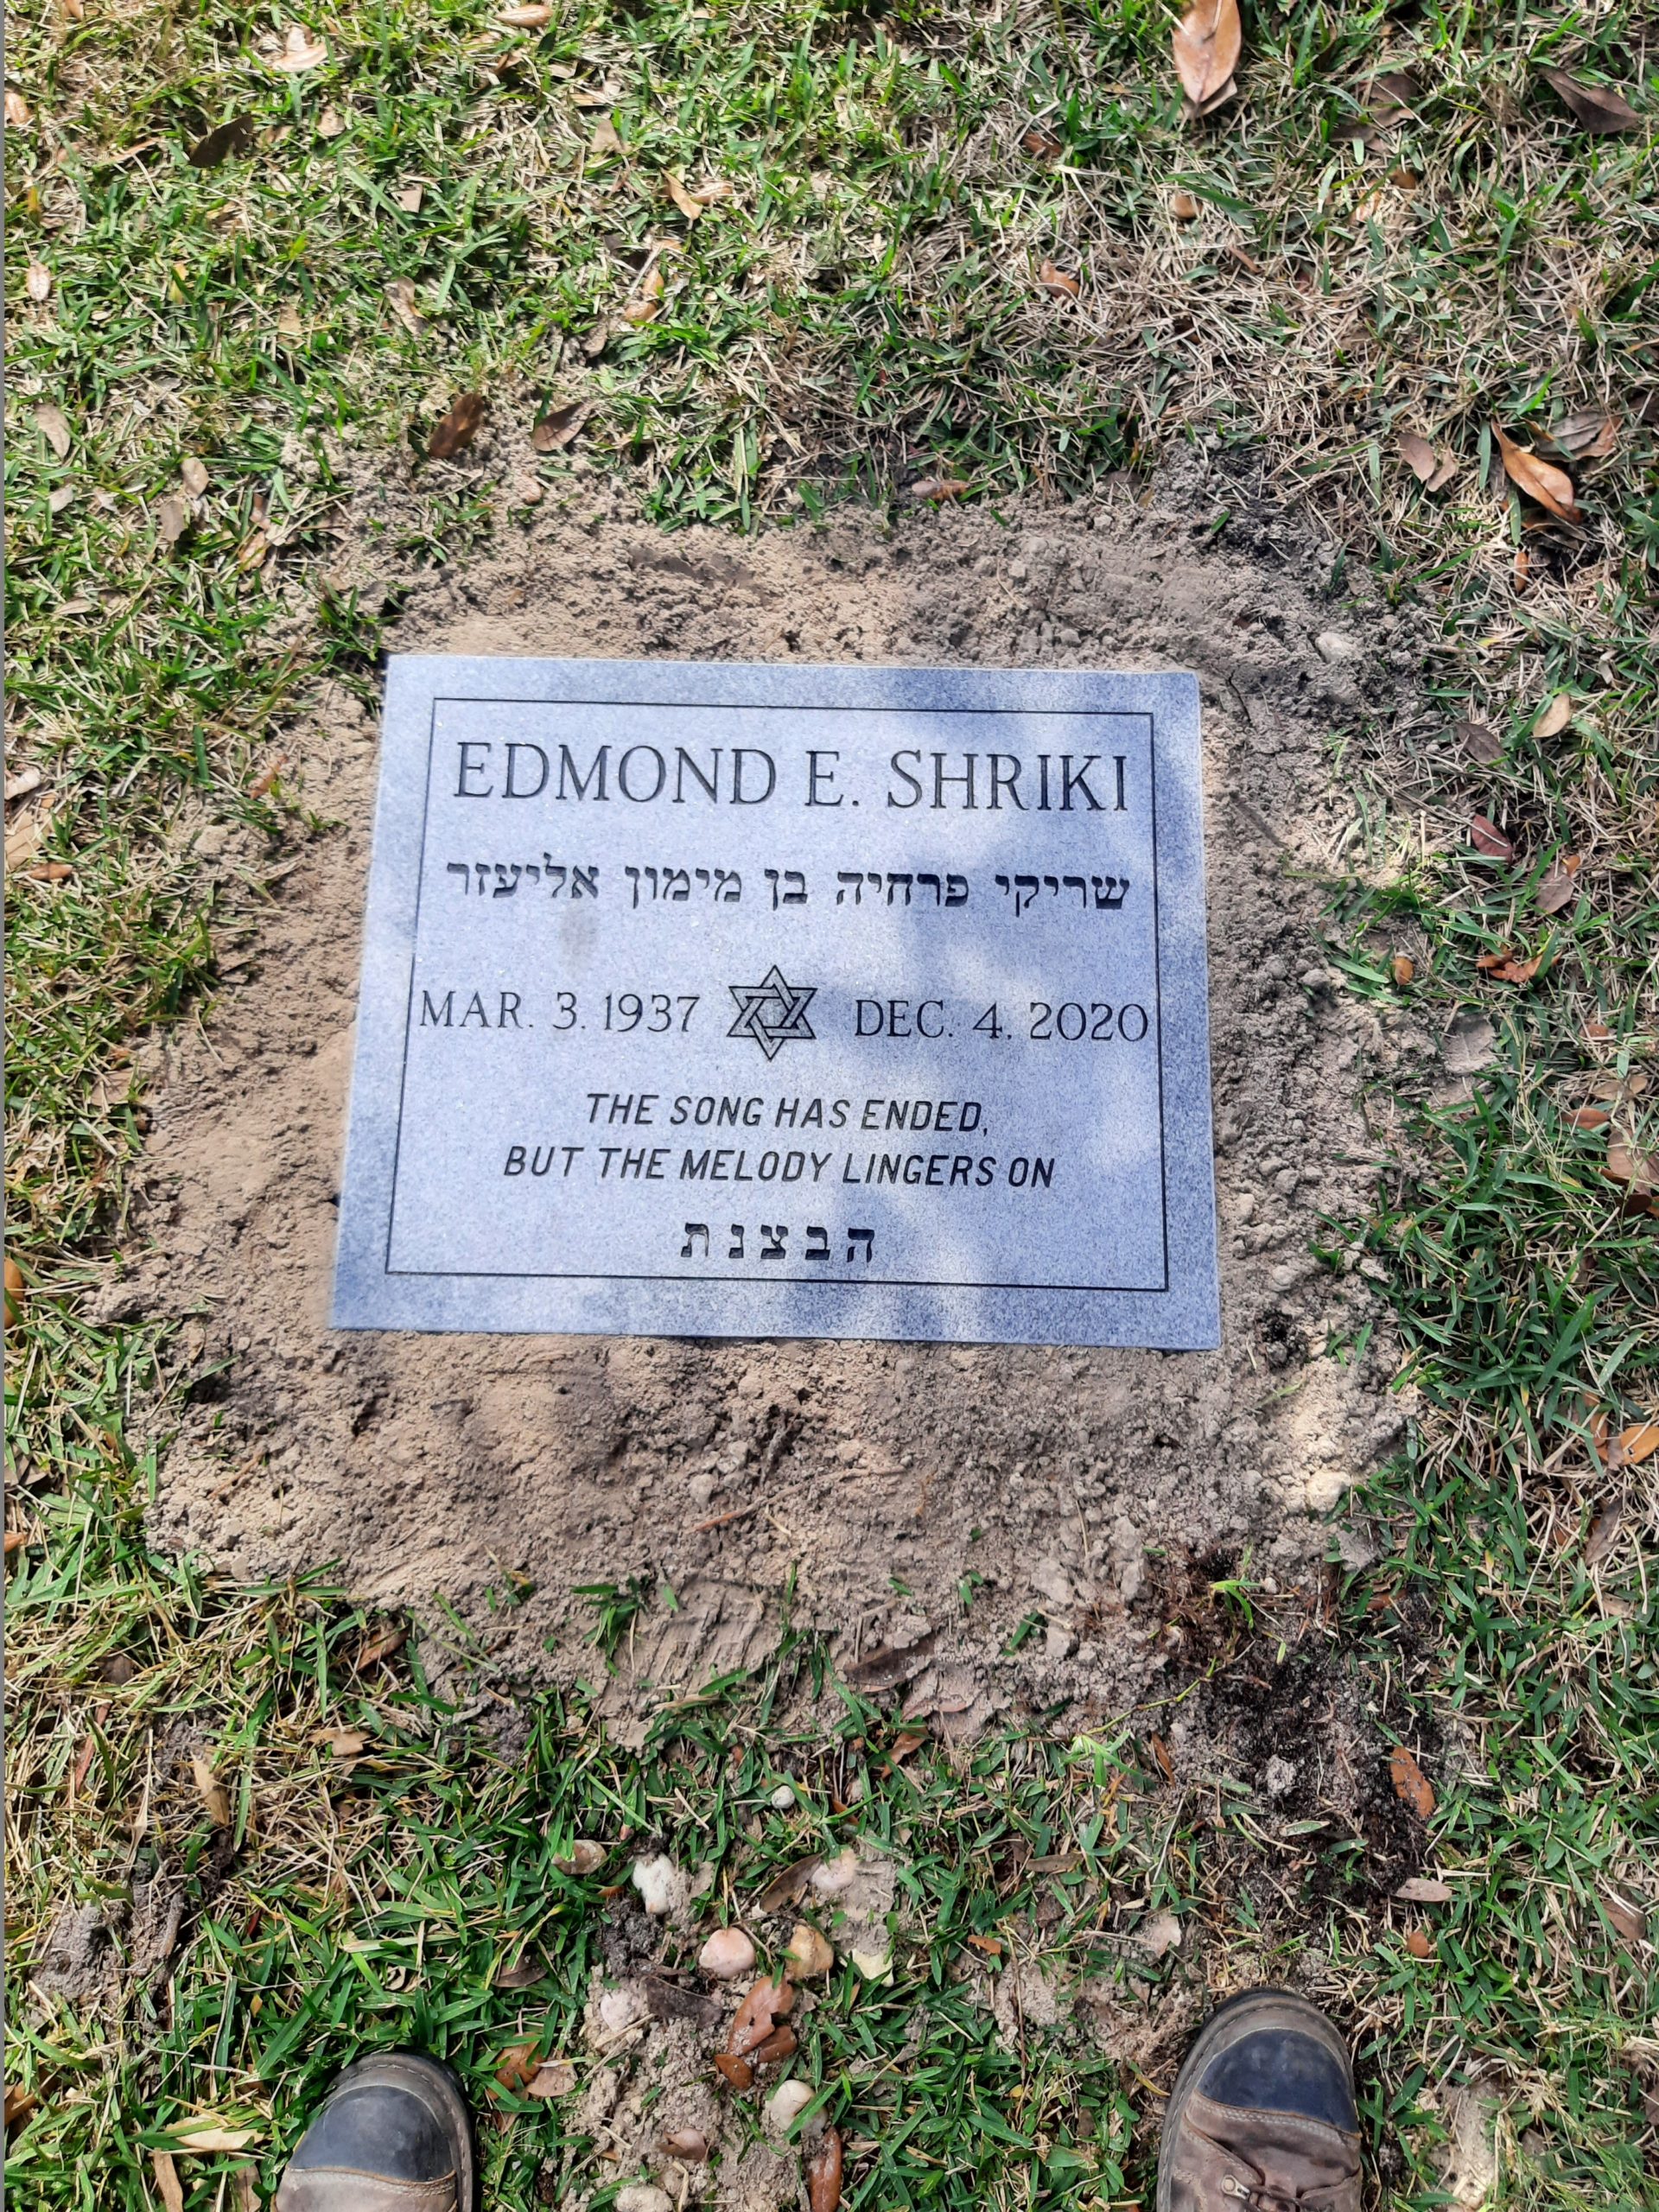 EDMOND E. SHRIKI
שריקי פרחיה בן מימון אליעזר
MAR. 3. 1937 DEC. 4. 2020
THE SONG HAS ENDED,
BUT THE MELODY LINGERS ON
ה ב צ נ ת